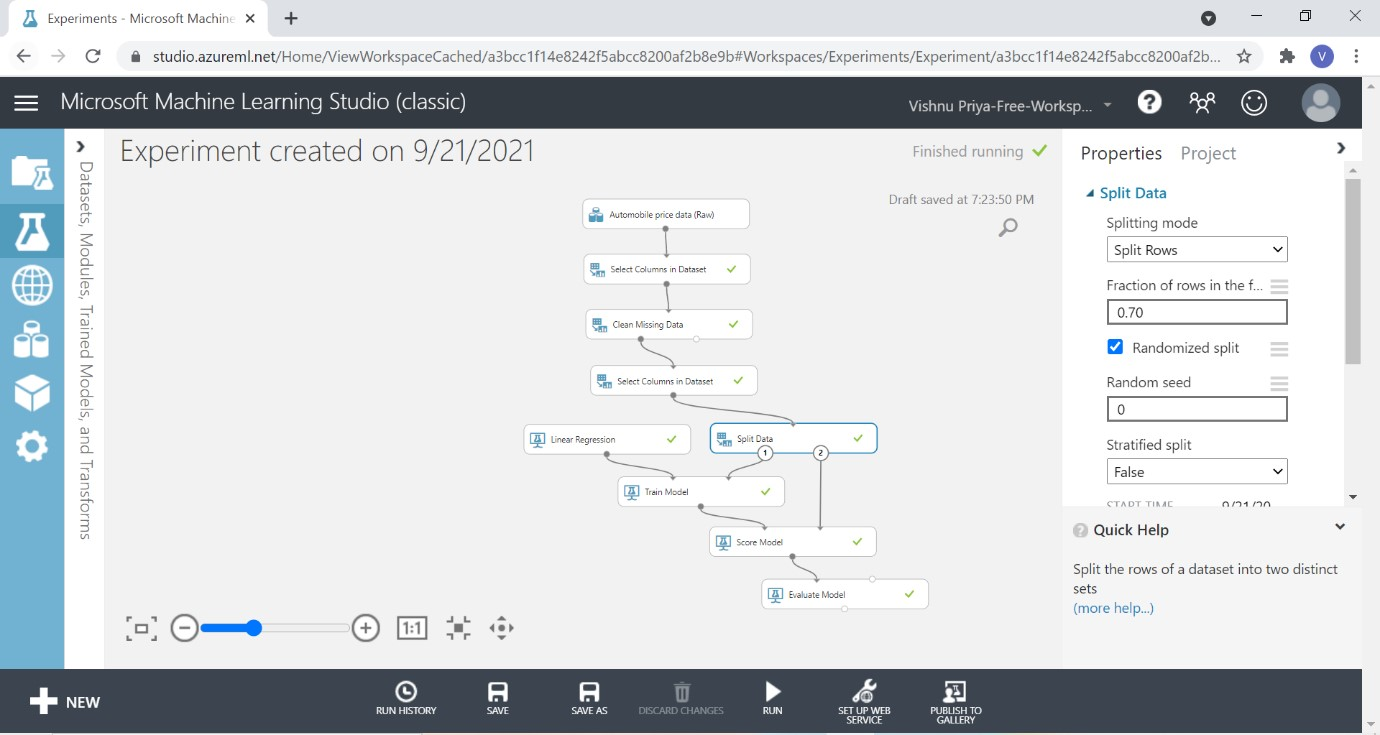 Experiments - Microsoft Machine
studio.azureml.net/Home/ViewWorkspaceCached/a3bcc1f14e8242f5abcc8200af2b8e9b#Workspaces/Experiments/Experiment/a3bcc1f14e8242f5abcc8200af2b...
V
Microsoft Machine Learning Studio (classic)
Vishnu Priya-Free-Worksp...
?
Datasets, Modules, Trained Models, and Transforms
Experiment created on 9/21/2021
Finished running
Draft saved at 7:23:50 PM
Automobile price data (Raw)
Select Columns in Dataset
Clean Missing Data
Select Columns in Dataset
Linear Regression
Split Data
1
2
Train Model
Score Model
Evaluate Model
1:1
Properties
Project
Split Data
Splitting mode
Split Rows
Fraction of rows in the f...
0.70
Randomized split
Random seed
0
Stratified split
False
START TIME 9/21/20
? Quick Help
Split the rows of a dataset into two distinct
sets
(more help...)
NEW
RUN HISTORY
SAVE
SAVE AS
DISCARD CHANGES
RUN
SET UP WEB
SERVICE
PUBLISH TO
GALLERY